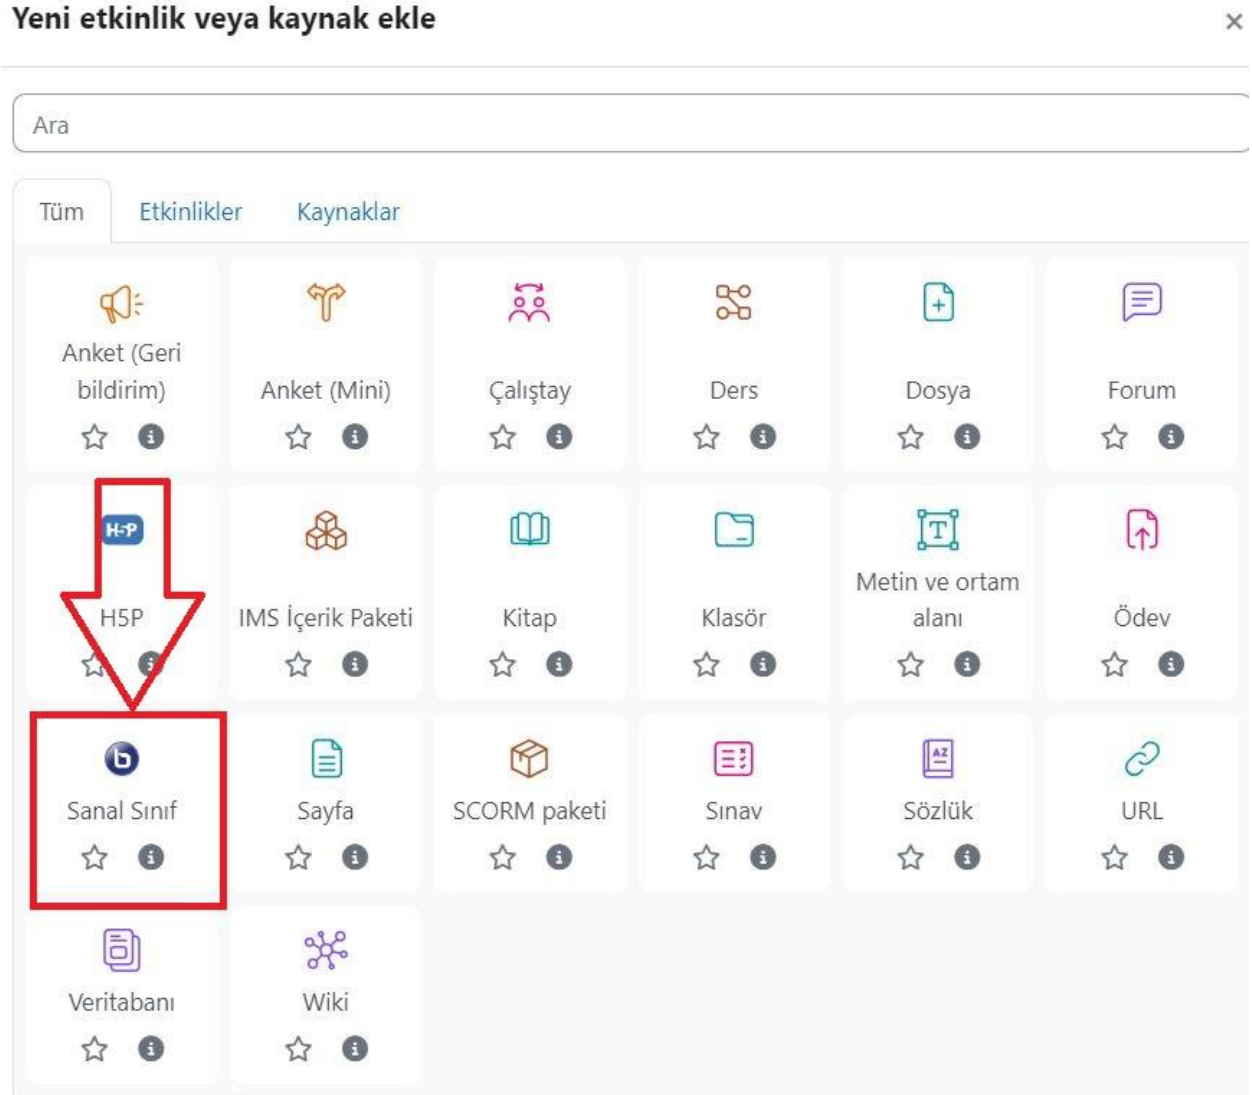 Yeni etkinlik veya kaynak ekle
Ara
Tüm
Etkinlikler
Kaynaklar
Anket (Geri
bildirim)
Anket (Mini)
Çalıştay
Ders
Dosya
Forum
H5P
H5P
IMS İçerik Paketi
Kitap
Klasör
T
Metin ve ortam
alanı
Ödev
b
Sanal Sınıf
Sayfa
SCORM paketi
Sınav
AZ
Sözlük
URL
Veritabanı
Wiki